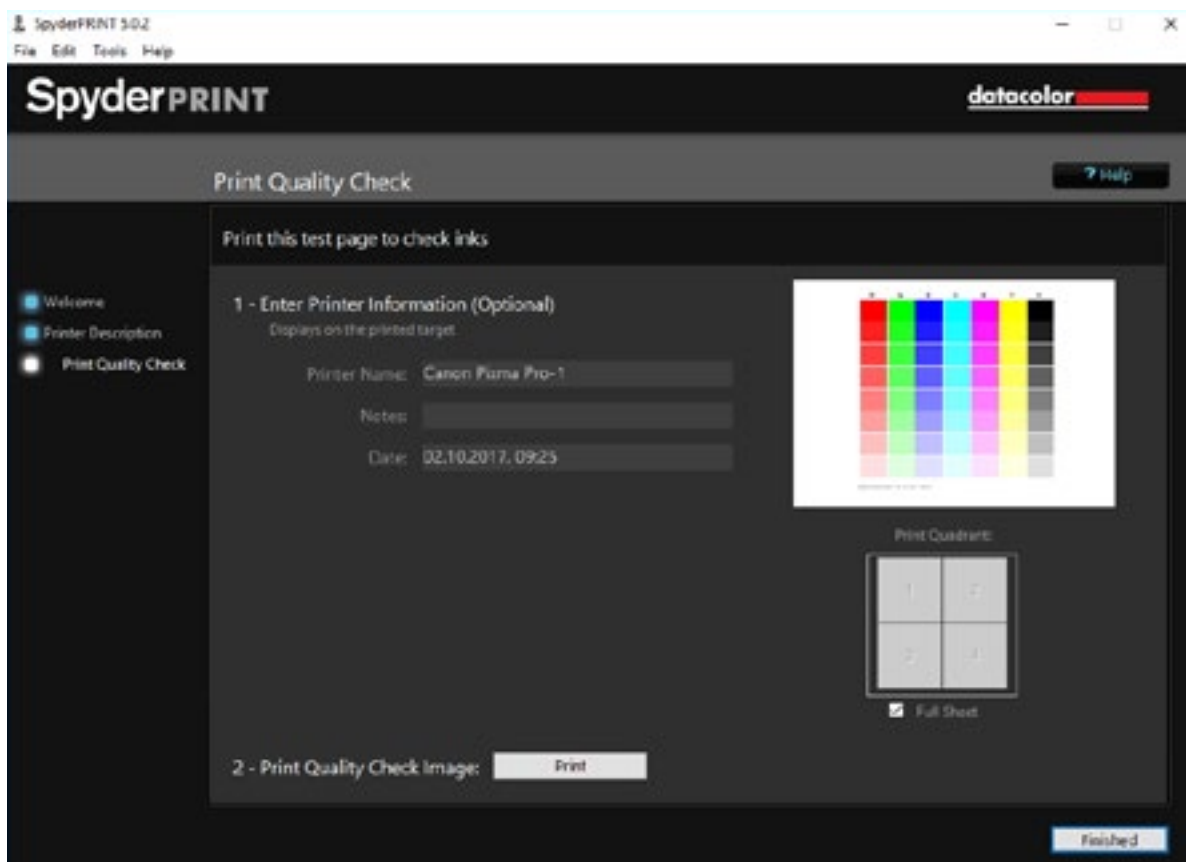 SpyderPRINT 5.0.2
File Edit Tools Help
SpyderPRINT
datacolor
Print Quality Check
? Help
Print this test page to check inks
Welcome
Printer Description
Print Quality Check
1 - Enter Printer Information (Optional)
Displays on the printed target
Printer Name: Canon Pixma Pro-1
Notes:
Date: 02.10.2017, 09:25
Print Quadrant:
1 2
3 4
Full Sheet
2 - Print Quality Check Image: Print
Finished